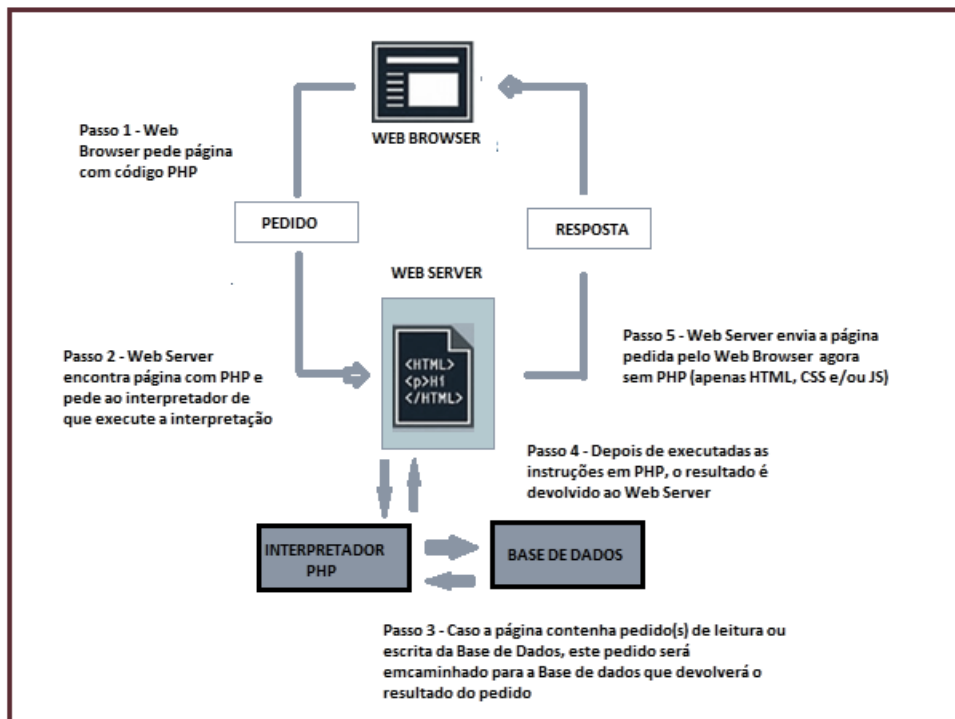 WEB BROWSER
Passo 1 - Web
Browser pede página
com código PHP
PEDIDO
RESPOSTA
WEB SERVER
<HTML>
<p>H1
</HTML>
Passo 2 - Web Server
encontra página com PHP e
pede ao interpretador de
que execute a interpretação
Passo 5 - Web Server envia a página
pedida pelo Web Browser agora
sem PHP (apenas HTML, CSS e/ou JS)
Passo 4 - Depois de executadas as
instruções em PHP, o resultado é
devolvido ao Web Server
INTERPRETADOR
PHP
BASE DE DADOS
Passo 3 - Caso a página contenha pedido(s) de leitura ou
escrita da Base de Dados, este pedido será
emcaminhado para a Base de dados que devolverá o
resultado do pedido